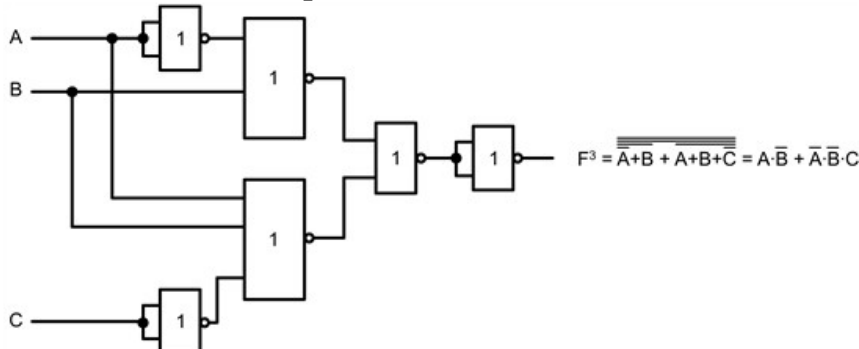 A
1
1
B
1
1
F³ = A̿̅+B + A+B+C̅ = A·B̅ + A̅·B̅·C
1
C
1